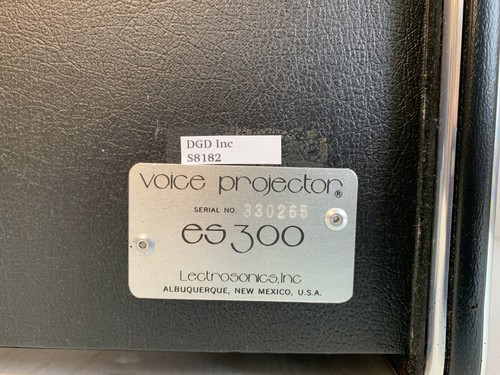 DGD Inc
S8182
voice projector®
SERIAL NO. 330265
es300
Lectrosonics, Inc
ALBUQUERQUE, NEW MEXICO, U.S.A.